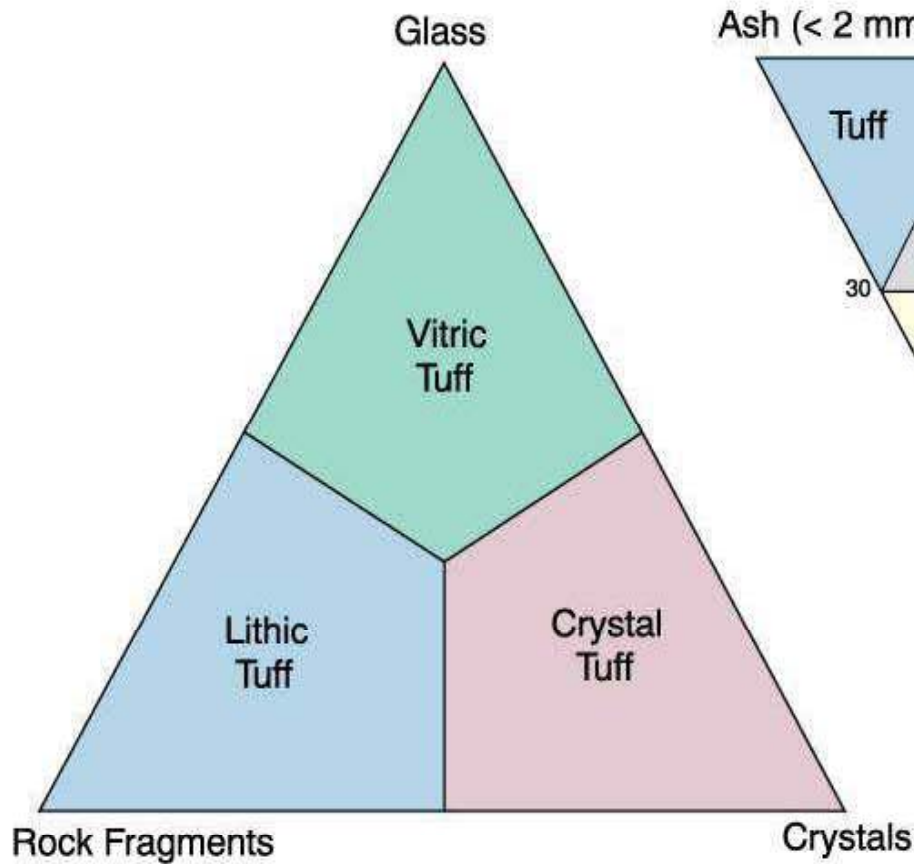 Glass
Ash (< 2 mm
Tuff
30
Vitric
Tuff
Lithic
Tuff
Crystal
Tuff
Rock Fragments
Crystals